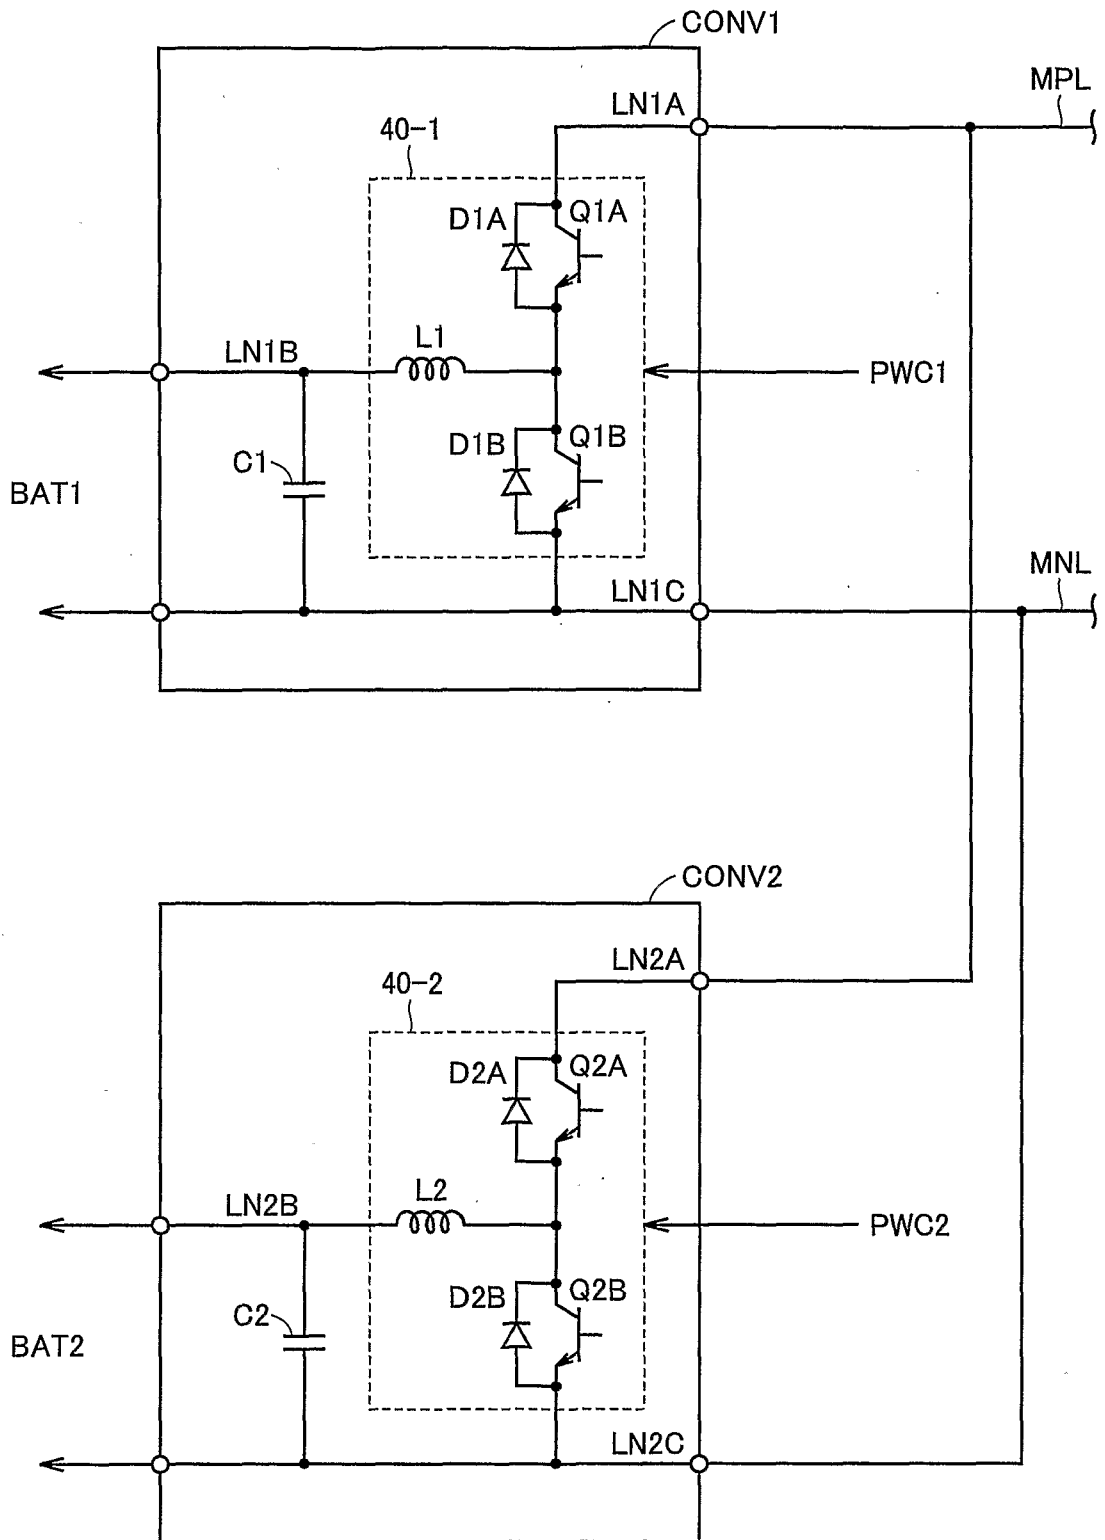 CONV1
MPL
LN1A
40-1
D1A
Q1A
L1
LN1B
PWC1
D1B
Q1B
C1
BAT1
MNL
LN1C
CONV2
LN2A
40-2
D2A
Q2A
L2
LN2B
PWC2
D2B
Q2B
C2
BAT2
LN2C